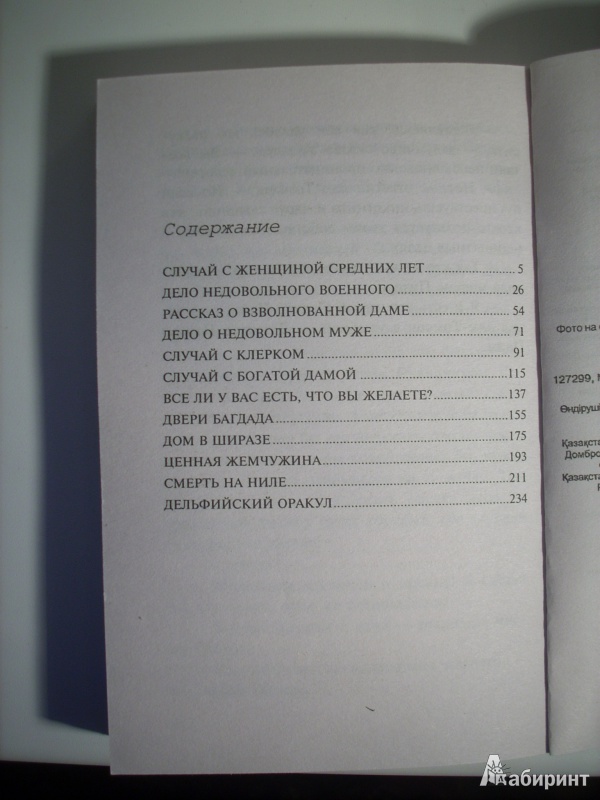 Содержание
СЛУЧАЙ С ЖЕНЩИНОЙ СРЕДНИХ ЛЕТ........................5
ДЕЛО НЕДОВОЛЬНОГО ВОЕННОГО........................26
РАССКАЗ О ВЗВОЛНОВАННОЙ ДАМЕ........................54
ДЕЛО О НЕДОВОЛЬНОМ МУЖЕ........................71
СЛУЧАЙ С КЛЕРКОМ........................91
СЛУЧАЙ С БОГАТОЙ ДАМОЙ........................115
ВСЕ ЛИ У ВАС ЕСТЬ, ЧТО ВЫ ЖЕЛАЕТЕ?........................137
ДВЕРИ БАГДАДА........................155
ДОМ В ШИРАЗЕ........................175
ЦЕННАЯ ЖЕМЧУЖИНА........................193
СМЕРТЬ НА НИЛЕ........................211
ДЕЛЬФИЙСКИЙ ОРАКУЛ........................234
Фото на
127299,
Өндіруші
Қазақста
Домбро
Қазақста
Лабиринт